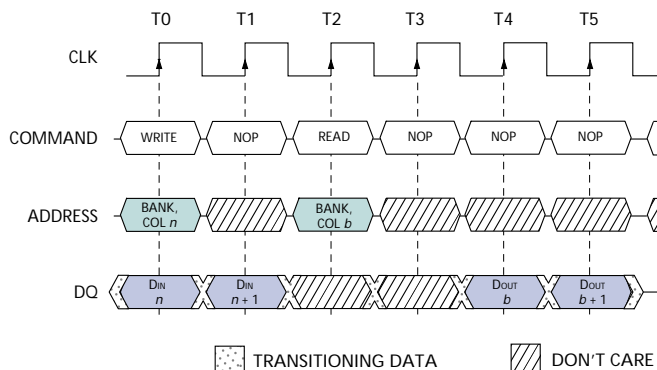 T0 T1 T2 T3 T4 T5
CLK
COMMAND WRITE NOP READ NOP NOP NOP
ADDRESS BANK, COL n BANK, COL b
DQ DIN n DIN n + 1 DOUT b DOUT b + 1
TRANSITIONING DATA DON'T CARE